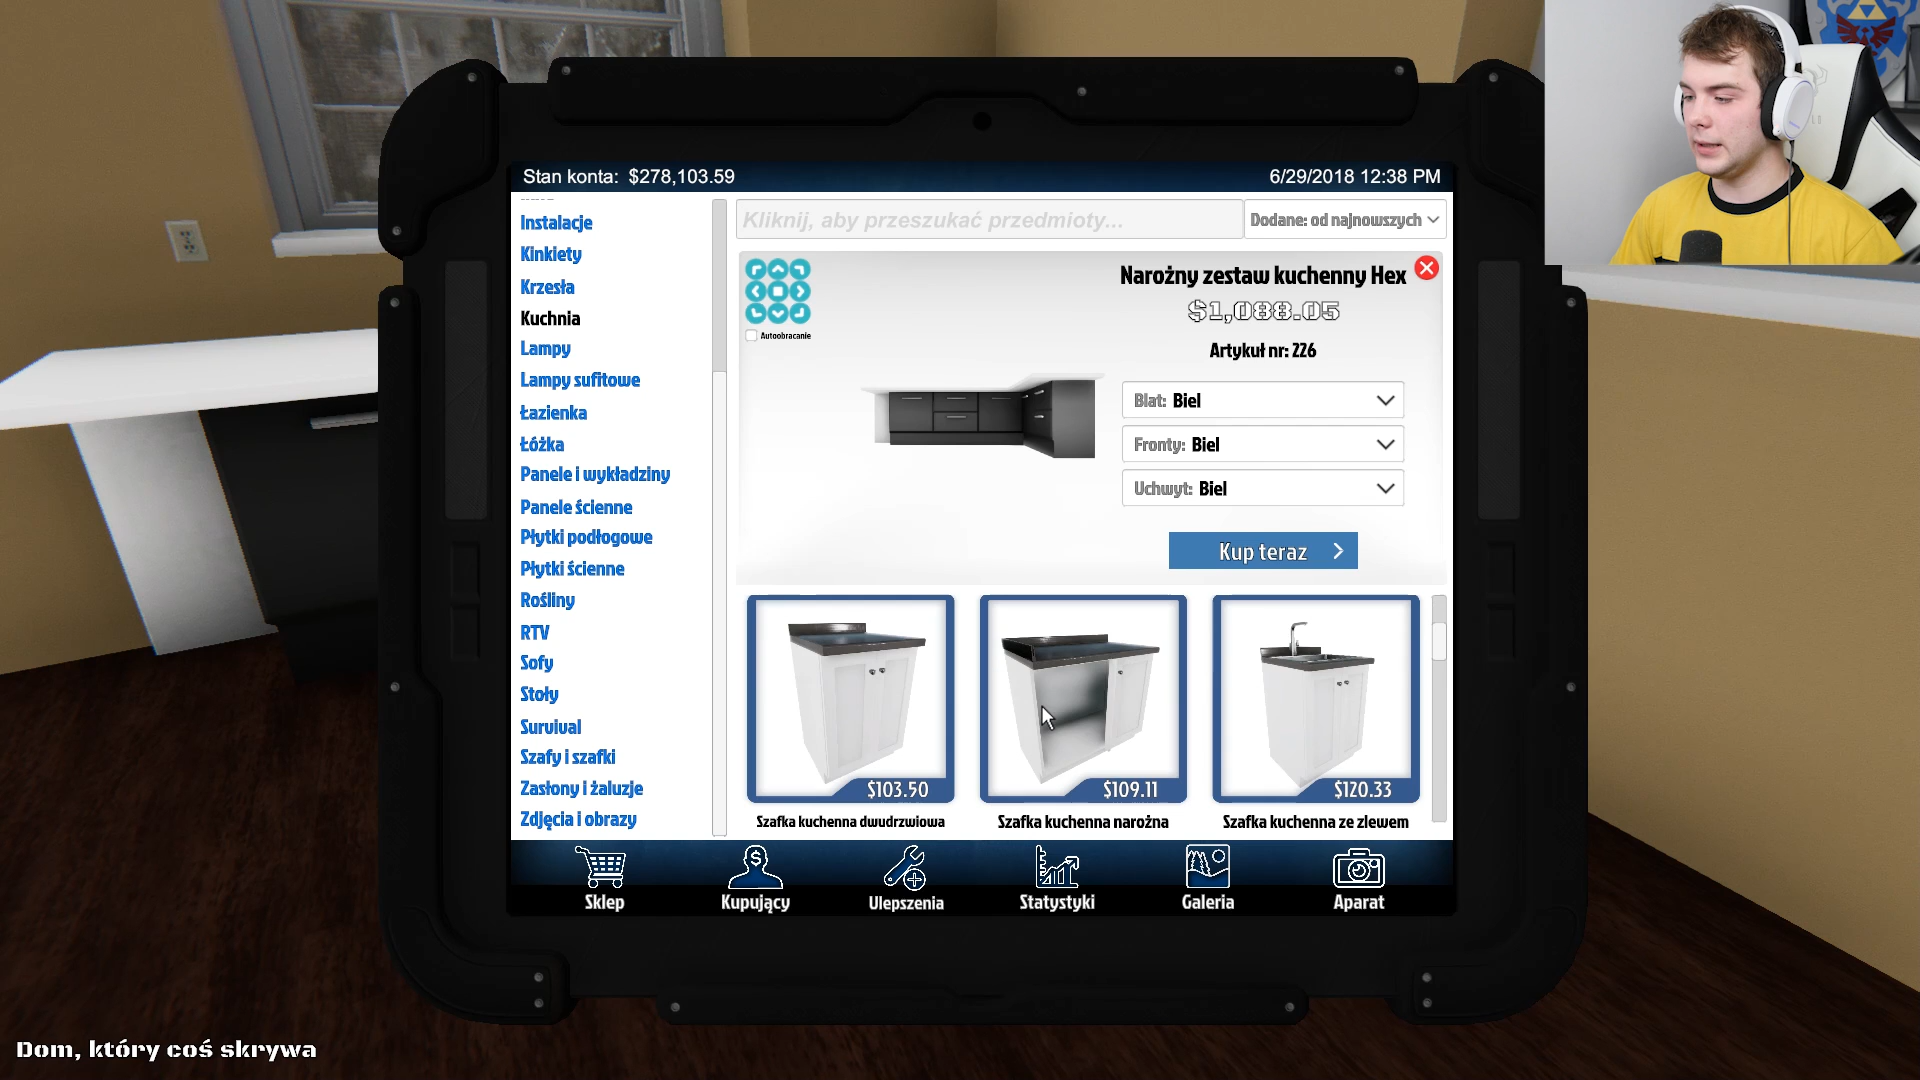 Stan konta: $278,103.59
6/29/2018 12:38 PM
Instalacje
Kinkiety
Krzesła
Kuchnia
Lampy
Lampy sufitowe
Łazienka
Łóżka
Panele i wykładziny
Panele ścienne
Płytki podłogowe
Płytki ścienne
Rośliny
RTV
Sofy
Stoły
Survival
Szafy i szafki
Zasłony i żaluzje
Zdjęcia i obrazy
Kliknij, aby przeszukać przedmioty...
Dodane: od najnowszych
Autoobracanie
Narożny zestaw kuchenny Hex
$1,088.05
Artykuł nr: 226
Blat: Biel
Fronty: Biel
Uchwyt: Biel
Kup teraz
$103.50
$109.11
$120.33
Szafka kuchenna dwudrzwiowa
Szafka kuchenna narożna
Szafka kuchenna ze zlewem
Sklep
Kupujący
Ulepszenia
Statystyki
Galeria
Aparat
Dom, który coś skrywa